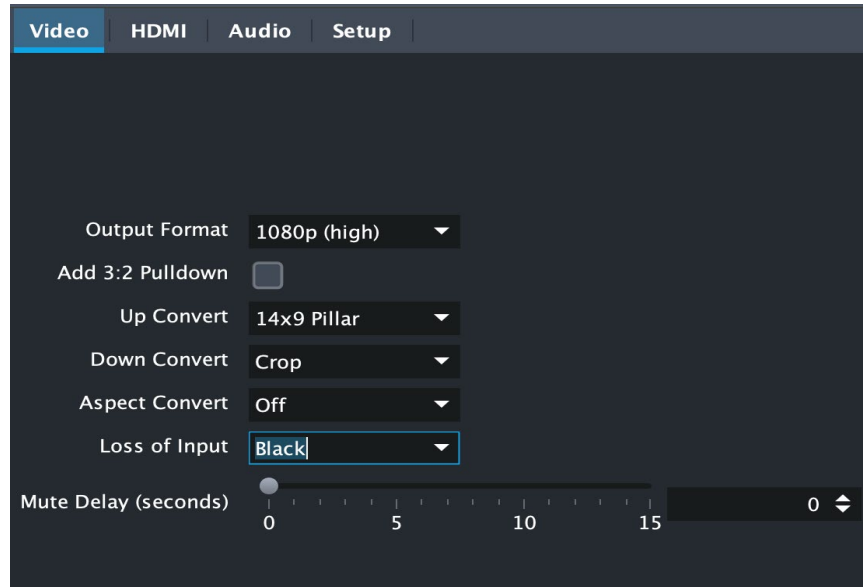 Video HDMI Audio Setup
Output Format 1080p (high)
Add 3:2 Pulldown
Up Convert 14x9 Pillar
Down Convert Crop
Aspect Convert Off
Loss of Input Black
Mute Delay (seconds) 0
0 5 10 15